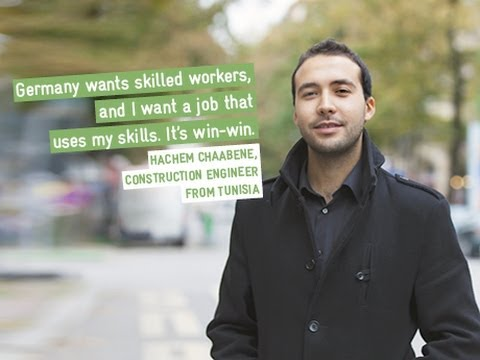 Germany wants skilled workers,
and I want a job that
uses my skills. It's win-win.
HACHEM CHAABENE,
CONSTRUCTION ENGINEER
FROM TUNISIA